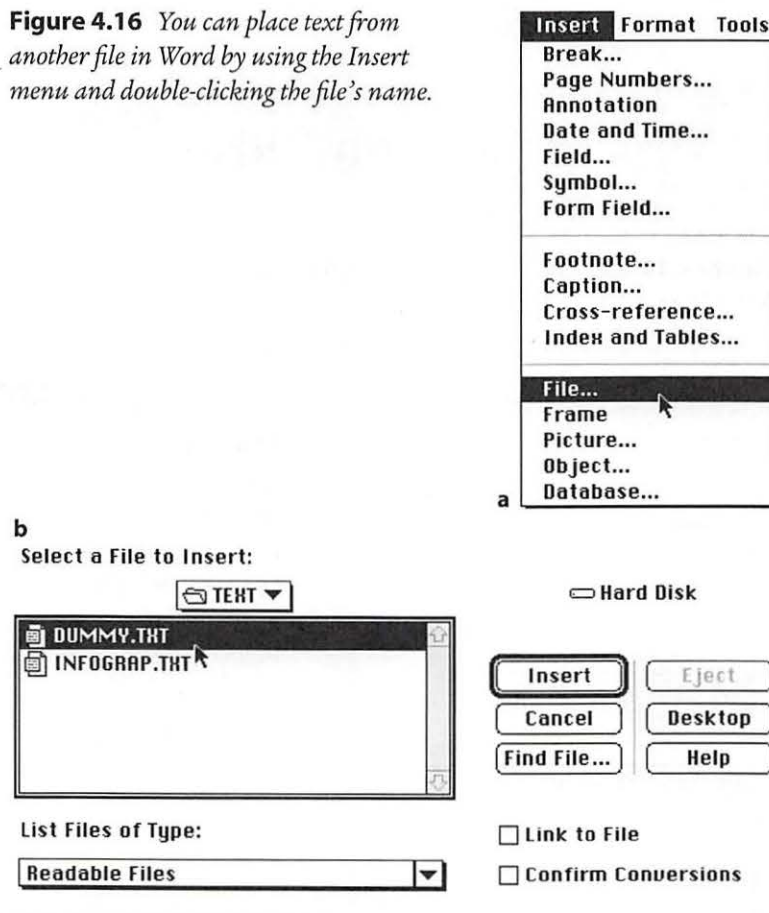 Figure 4.16 You can place text from
another file in Word by using the Insert
menu and double-clicking the file's name.
Insert Format Tools
Break...
Page Numbers...
Annotation
Date and Time...
Field...
Symbol...
Form Field...
Footnote...
Caption...
Cross-reference...
Index and Tables...
File...
Frame
Picture...
Object...
Database...
a
b
Select a File to Insert:
TEXT
Hard Disk
DUMMY.TXT
INFOGRAP.TXT
Insert Eject
Cancel Desktop
Find File... Help
List Files of Type:
Link to File
Readable Files
Confirm Conversions